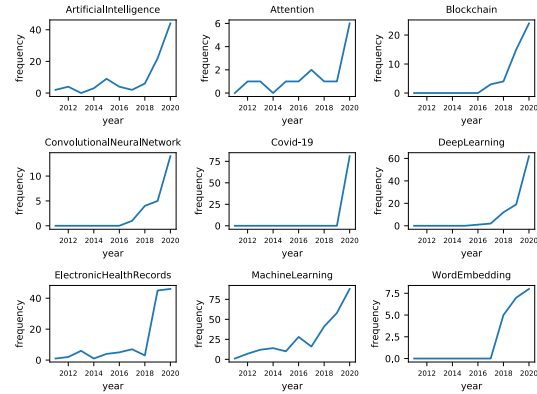 ArtificialIntelligence
40
20
0
frequency
2012 2014 2016 2018 2020
year
Attention
6
4
2
0
frequency
2012 2014 2016 2018 2020
year
Blockchain
20
10
0
frequency
2012 2014 2016 2018 2020
year
ConvolutionalNeuralNetwork
10
5
0
frequency
2012 2014 2016 2018 2020
year
Covid-19
75
50
25
0
frequency
2012 2014 2016 2018 2020
year
DeepLearning
60
40
20
0
frequency
2012 2014 2016 2018 2020
year
ElectronicHealthRecords
40
20
0
frequency
2012 2014 2016 2018 2020
year
MachineLearning
75
50
25
0
frequency
2012 2014 2016 2018 2020
year
WordEmbedding
7.5
5.0
2.5
0.0
frequency
2012 2014 2016 2018 2020
year